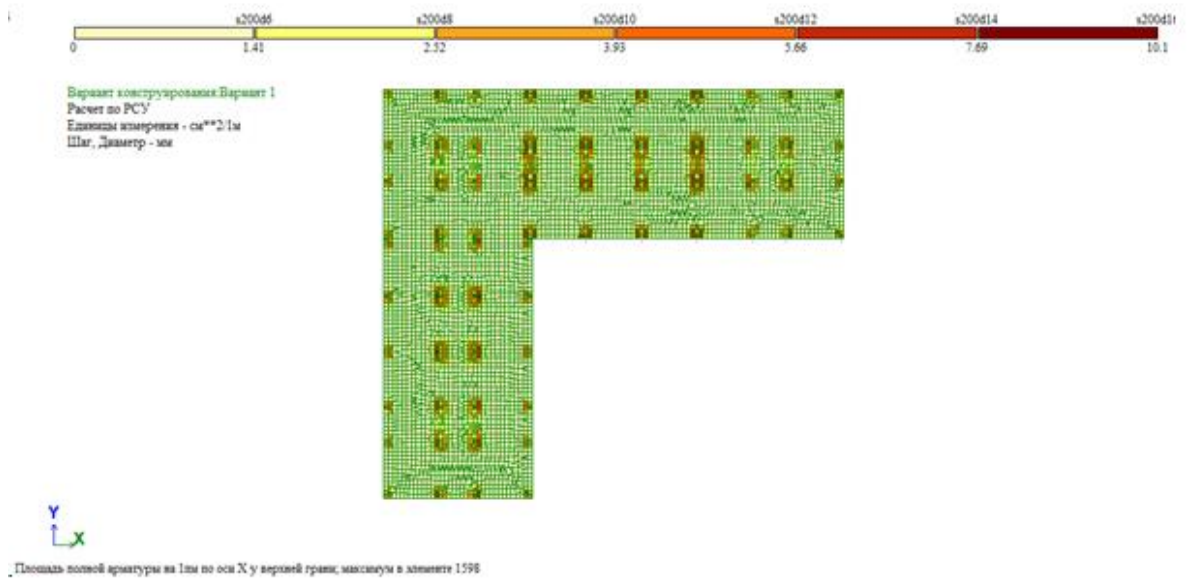 s200d6 s200d8 s200d10 s200d12 s200d14 s200d1
0 1.41 2.52 3.93 5.66 7.69 10.1
Вариант конструирования:Вариант 1
Расчет по РСУ
Единицы измерения - см**2/1м
Шаг, Диаметр - мм
Y
X
Площадь полной арматуры на 1пм по оси X у верхней грани; максимум в элементе 1598